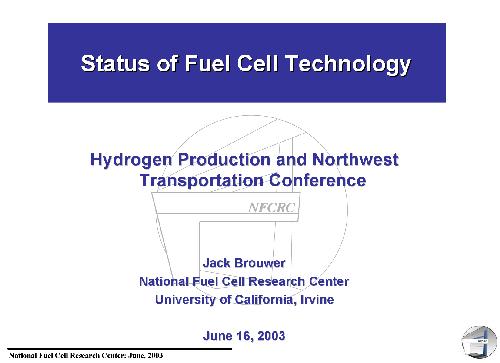 Status of Fuel Cell Technology
Hydrogen Production and Northwest
Transportation Conference
NFCRC
Jack Brouwer
National Fuel Cell Research Center
University of California, Irvine
June 16, 2003
National Fuel Cell Research Center; June, 2003